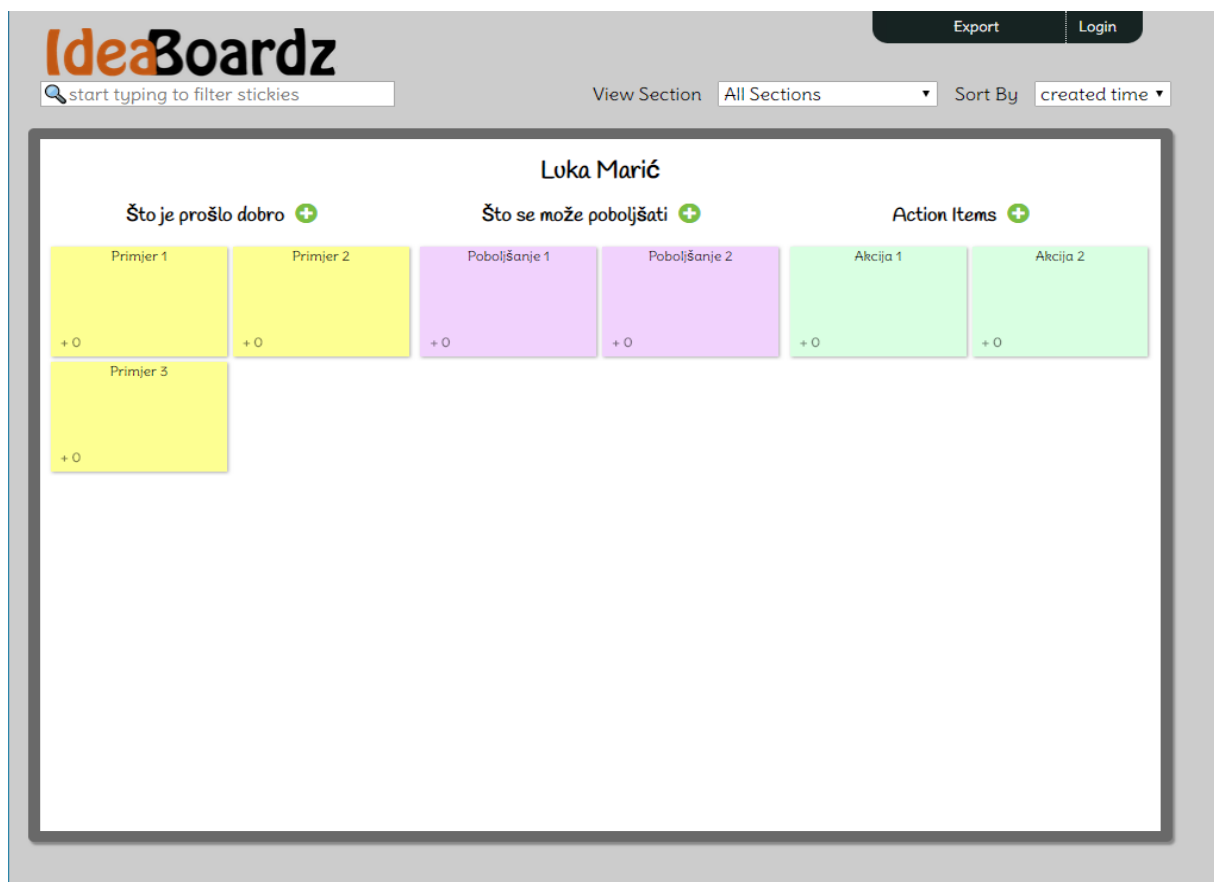 Export Login
IdeaBoardz
start typing to filter stickies View Section All Sections Sort By created time
Luka Marić
Što je prošlo dobro Što se može poboljšati Action Items
Primjer 1 Primjer 2 Poboljšanje 1 Poboljšanje 2 Akcija 1 Akcija 2
+ 0 + 0 + 0 + 0 + 0 + 0
Primjer 3
+ 0